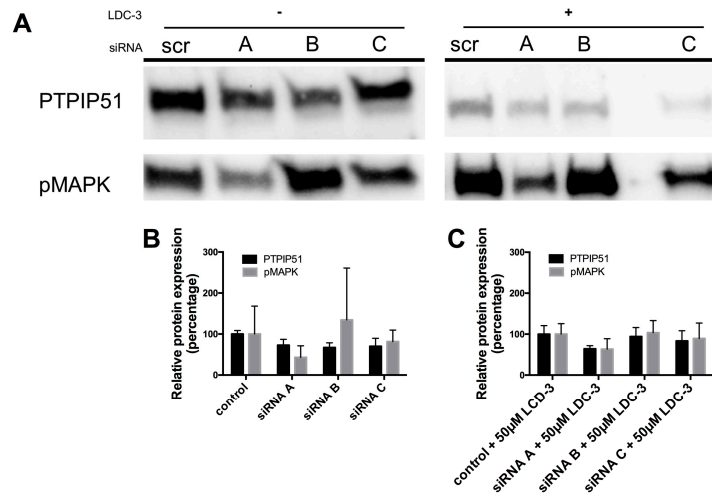 LDC-3 - +
A
siRNA scr A B C scr A B C
PTPIP51
pMAPK
B
Relative protein expression
(percentage)
300
200
100
0
PTPIP51
pMAPK
control
siRNA A
siRNA B
siRNA C
C
Relative protein expression
(percentage)
300
200
100
0
PTPIP51
pMAPK
control + 50µM LCD-3
siRNA A + 50µM LDC-3
siRNA B + 50µM LDC-3
siRNA C + 50µM LDC-3